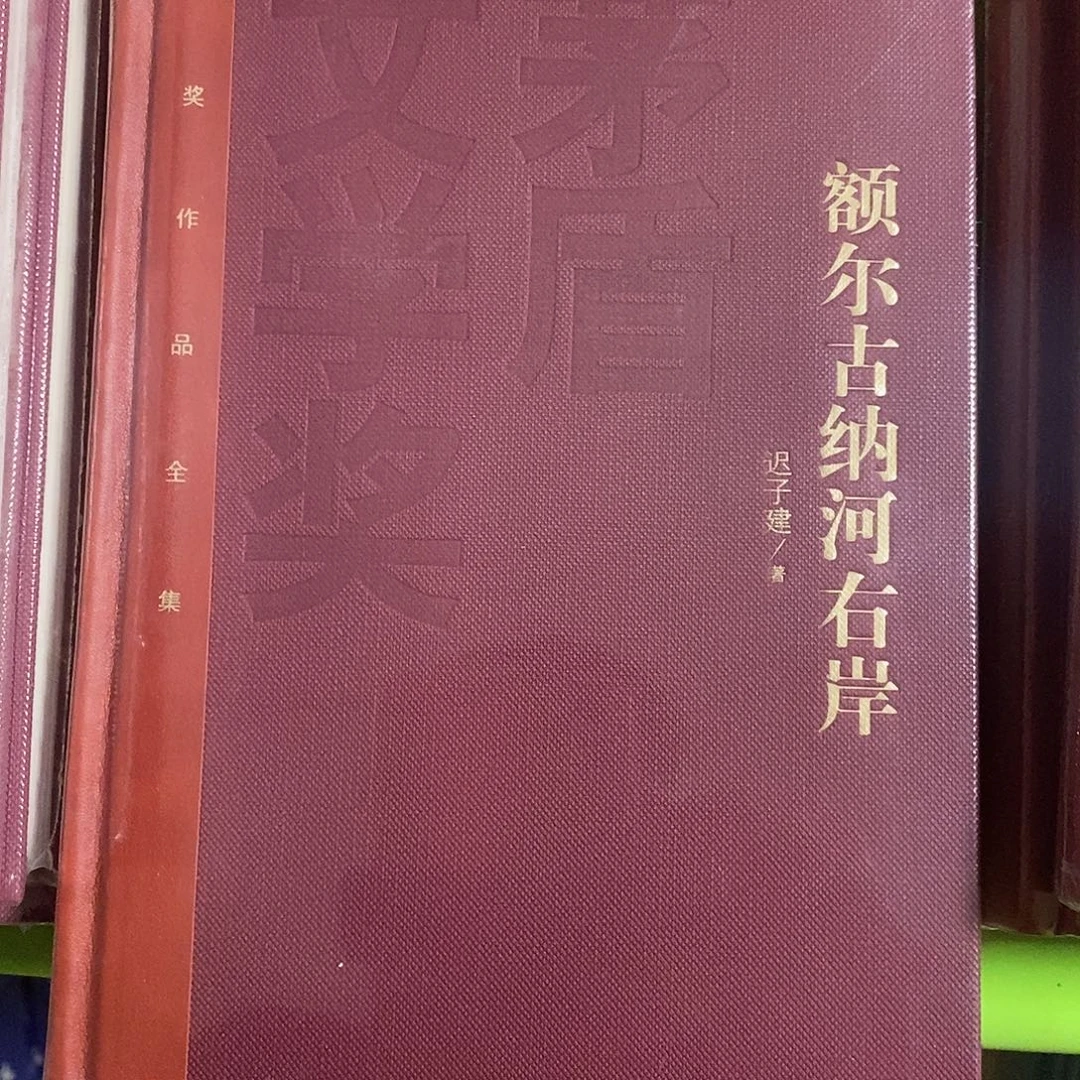 额尔古纳河右岸
迟子建/著
茅盾
文学奖
奖作品全集